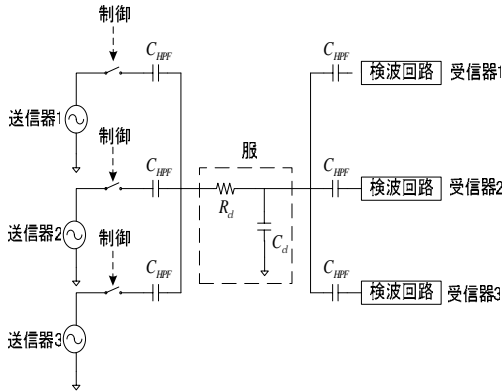 制御
C_HPF
C_HPF
検波回路 受信器1
送信器1
制御
服
C_HPF
C_HPF
検波回路 受信器2
R_cl
送信器2
制御
C_cl
C_HPF
C_HPF
検波回路 受信器3
送信器3